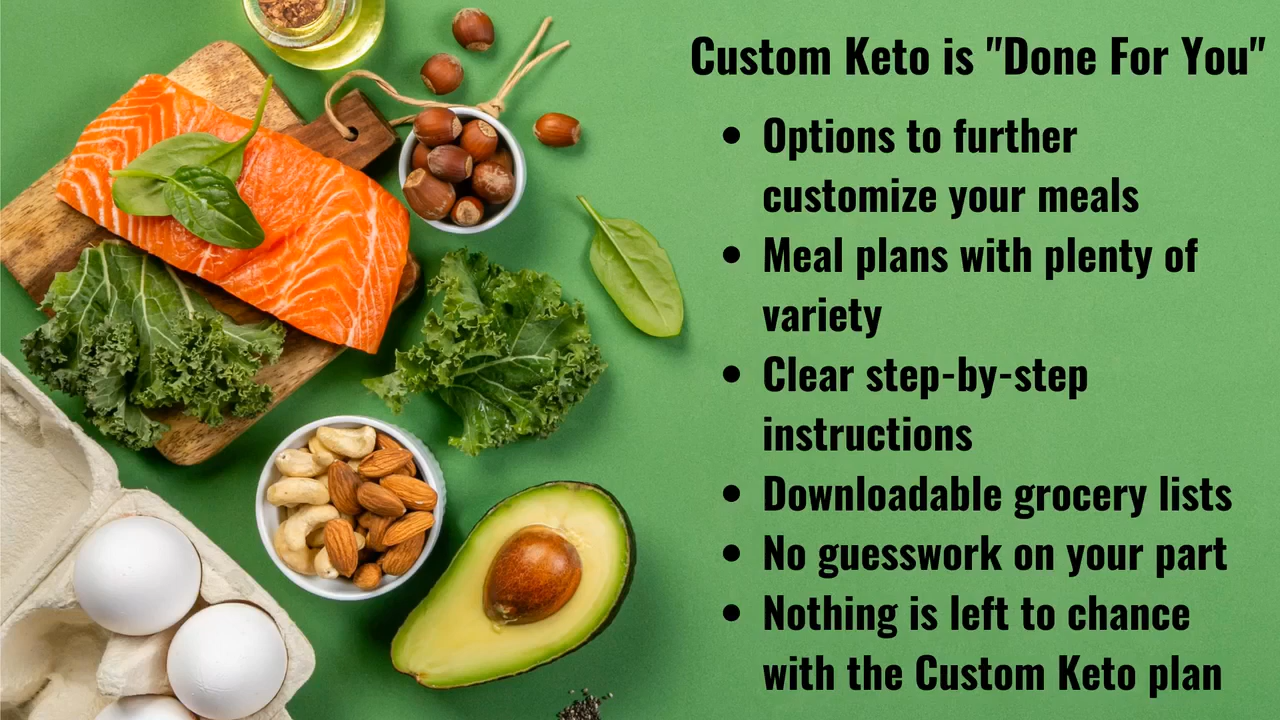 Custom Keto is "Done For You"
• Options to further
customize your meals
• Meal plans with plenty of
variety
• Clear step-by-step
instructions
• Downloadable grocery lists
• No guesswork on your part
• Nothing is left to chance
with the Custom Keto plan